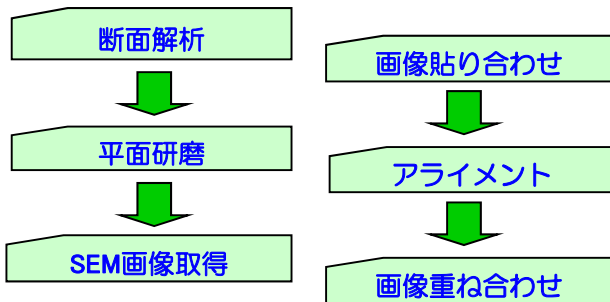 断面解析
平面研磨
SEM画像取得
画像貼り合わせ
アライメント
画像重ね合わせ